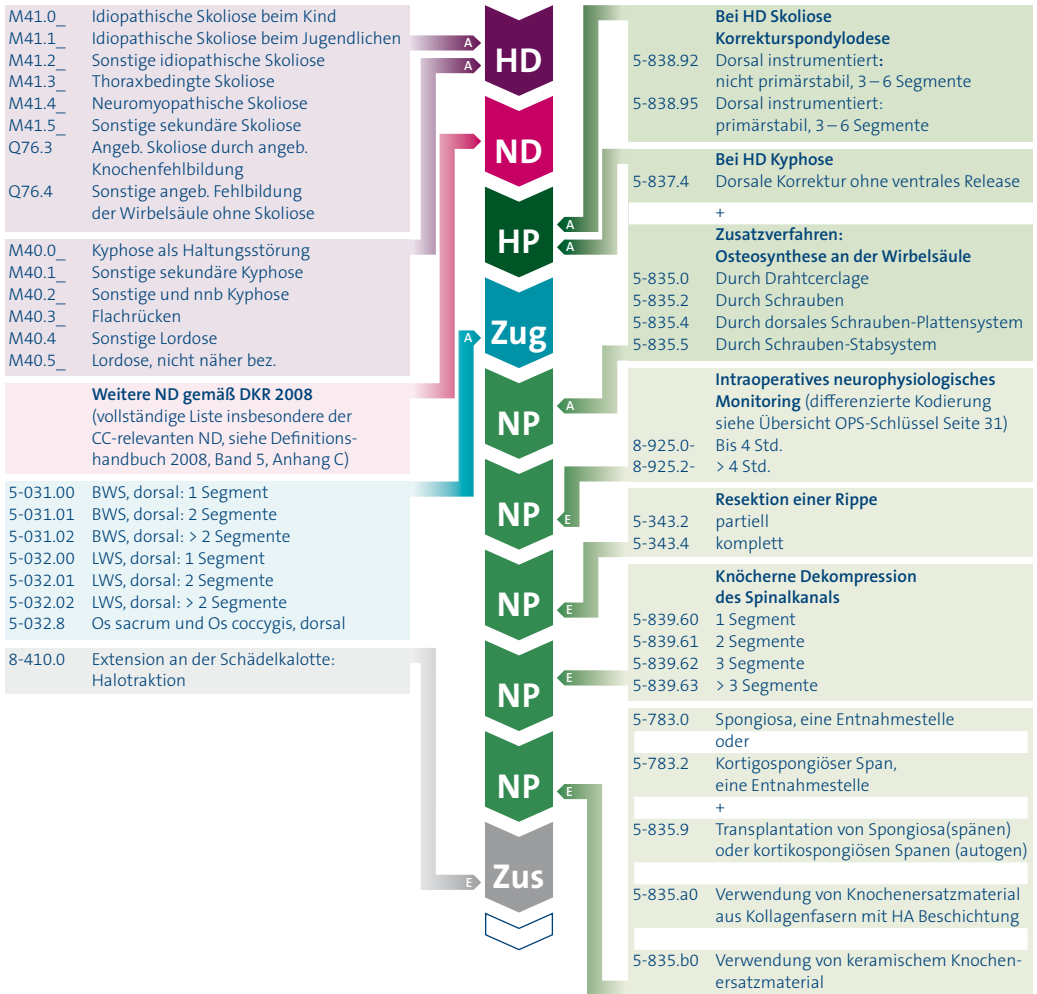 M41.0_ Idiopathische Skoliose beim Kind
M41.1_ Idiopathische Skoliose beim Jugendlichen
M41.2_ Sonstige idiopathische Skoliose
M41.3_ Thoraxbedingte Skoliose
M41.4_ Neuromyopathische Skoliose
M41.5_ Sonstige sekundäre Skoliose
Q76.3 Angeb. Skoliose durch angeb.
Knochenfehlbildung
Q76.4 Sonstige angeb. Fehlbildung
der Wirbelsäule ohne Skoliose
M40.0_ Kyphose als Haltungsstörung
M40.1_ Sonstige sekundäre Kyphose
M40.2_ Sonstige und nnb Kyphose
M40.3_ Flachrücken
M40.4 Sonstige Lordose
M40.5_ Lordose, nicht näher bez.
Weitere ND gemäß DKR 2008
(vollständige Liste insbesondere der
CC-relevanten ND, siehe Definitions-
handbuch 2008, Band 5, Anhang C)
5-031.00 BWS, dorsal: 1 Segment
5-031.01 BWS, dorsal: 2 Segmente
5-031.02 BWS, dorsal: > 2 Segmente
5-032.00 LWS, dorsal: 1 Segment
5-032.01 LWS, dorsal: 2 Segmente
5-032.02 LWS, dorsal: > 2 Segmente
5-032.8 Os sacrum und Os coccygis, dorsal
8-410.0 Extension an der Schädelkalotte:
Halotraktion
A
A
A
E
HD
ND
HP
Zug
NP
NP
NP
NP
NP
Zus
A
A
A
E
E
E
E
Bei HD Skoliose
Korrekturspondylodese
5-838.92 Dorsal instrumentiert:
nicht primärstabil, 3 – 6 Segmente
5-838.95 Dorsal instrumentiert:
primärstabil, 3 – 6 Segmente
Bei HD Kyphose
5-837.4 Dorsale Korrektur ohne ventrales Release
+
Zusatzverfahren:
Osteosynthese an der Wirbelsäule
5-835.0 Durch Drahtcerclage
5-835.2 Durch Schrauben
5-835.4 Durch dorsales Schrauben-Plattensystem
5-835.5 Durch Schrauben-Stabsystem
Intraoperatives neurophysiologisches
Monitoring (differenzierte Kodierung
siehe Übersicht OPS-Schlüssel Seite 31)
8-925.0- Bis 4 Std.
8-925.2- > 4 Std.
Resektion einer Rippe
5-343.2 partiell
5-343.4 komplett
Knöcherne Dekompression
des Spinalkanals
5-839.60 1 Segment
5-839.61 2 Segmente
5-839.62 3 Segmente
5-839.63 > 3 Segmente
5-783.0 Spongiosa, eine Entnahmestelle
oder
5-783.2 Kortigospongiöser Span,
eine Entnahmestelle
+
5-835.9 Transplantation von Spongiosa(spänen)
oder kortikospongiösen Spanen (autogen)
5-835.a0 Verwendung von Knochenersatzmaterial
aus Kollagenfasern mit HA Beschichtung
5-835.b0 Verwendung von keramischem Knochen-
ersatzmaterial